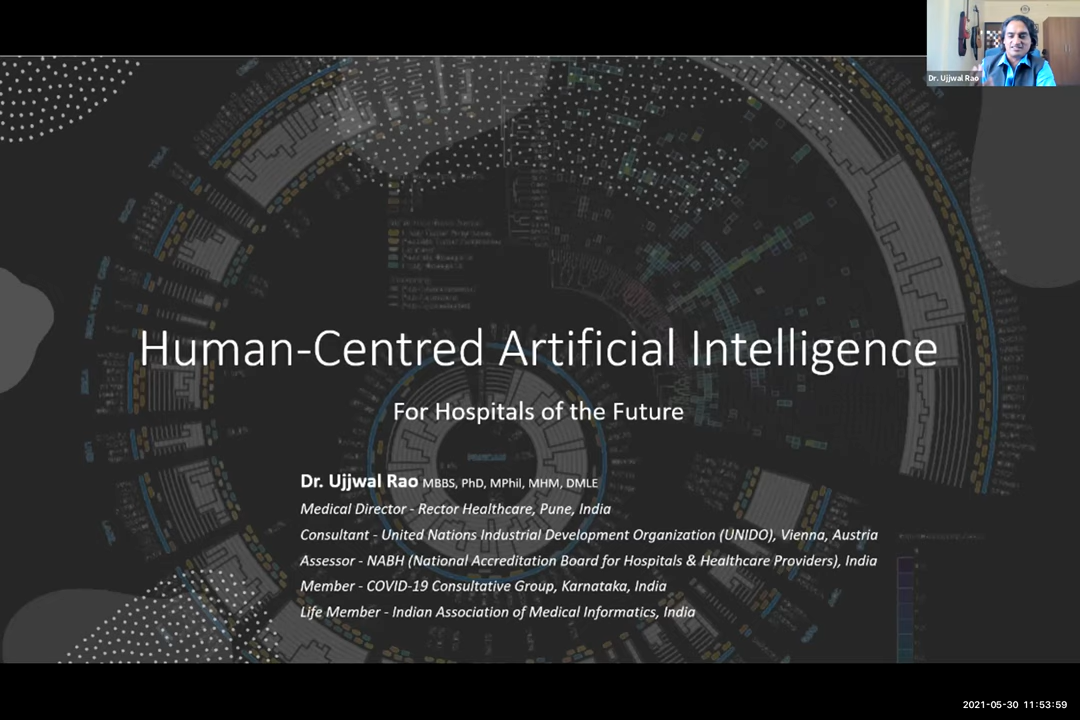 Dr. Ujjwal Rao
Human-Centred Artificial Intelligence
For Hospitals of the Future
Dr. Ujjwal Rao MBBS, PhD, MPhil, MHM, DMLE
Medical Director - Rector Healthcare, Pune, India
Consultant - United Nations Industrial Development Organization (UNIDO), Vienna, Austria
Assessor - NABH (National Accreditation Board for Hospitals & Healthcare Providers), India
Member - COVID-19 Consultative Group, Karnataka, India
Life Member - Indian Association of Medical Informatics, India
2021-05-30 11:53:59